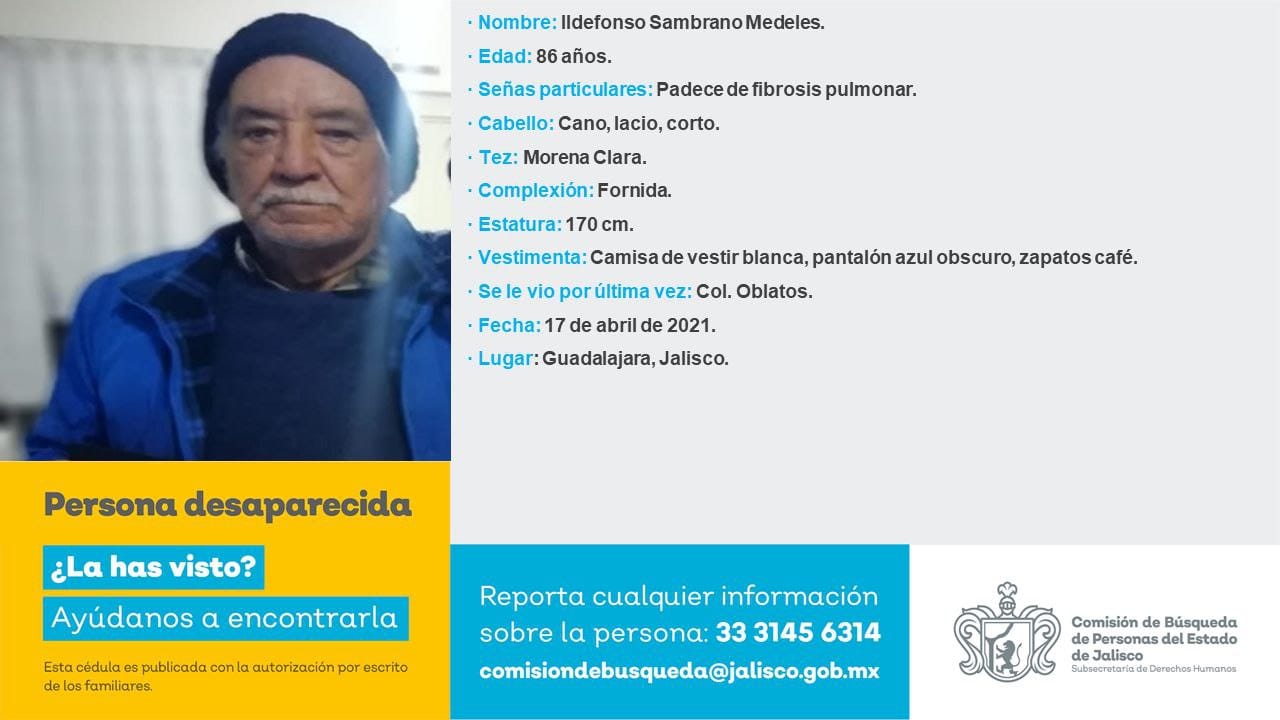 · Nombre: Ildefonso Sambrano Medeles.
· Edad: 86 años.
· Señas particulares: Padece de fibrosis pulmonar.
· Cabello: Cano, lacio, corto.
· Tez: Morena Clara.
· Complexión: Fornida.
· Estatura: 170 cm.
· Vestimenta: Camisa de vestir blanca, pantalón azul obscuro, zapatos café.
· Se le vio por última vez: Col. Oblatos.
· Fecha: 17 de abril de 2021.
· Lugar: Guadalajara, Jalisco.
Persona desaparecida
¿La has visto?
Ayúdanos a encontrarla
Esta cédula es publicada con la autorización por escrito
de los familiares.
Reporta cualquier información
sobre la persona: 33 3145 6314
comisiondebusqueda@jalisco.gob.mx
Comisión de Búsqueda
de Personas del Estado
de Jalisco
Subsecretaría de Derechos Humanos